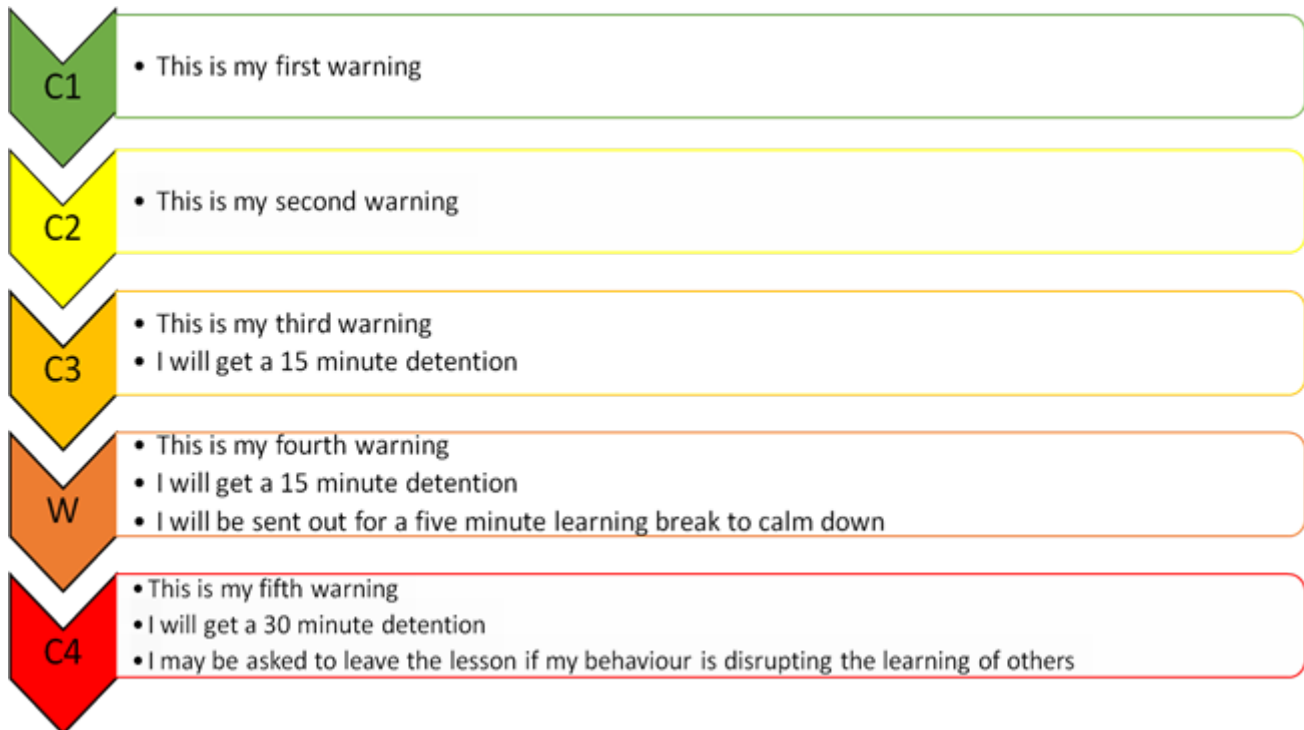 C1
• This is my first warning
C2
• This is my second warning
C3
• This is my third warning
• I will get a 15 minute detention
W
• This is my fourth warning
• I will get a 15 minute detention
• I will be sent out for a five minute learning break to calm down
C4
• This is my fifth warning
• I will get a 30 minute detention
• I may be asked to leave the lesson if my behaviour is disrupting the learning of others